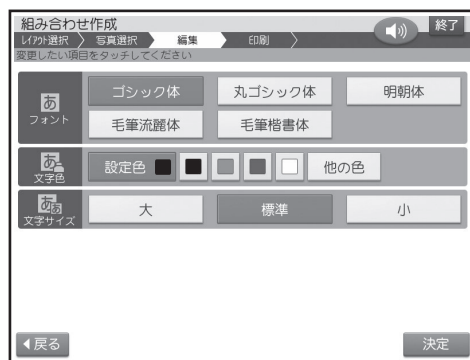 組み合わせ作成
終了
レイアウト選択 写真選択 編集 印刷
変更したい項目をタッチしてください
あ
フォント
ゴシック体 丸ゴシック体 明朝体
毛筆流麗体 毛筆楷書体
あ
文字色
設定色 他の色
ああ
文字サイズ
大 標準 小
戻る
決定